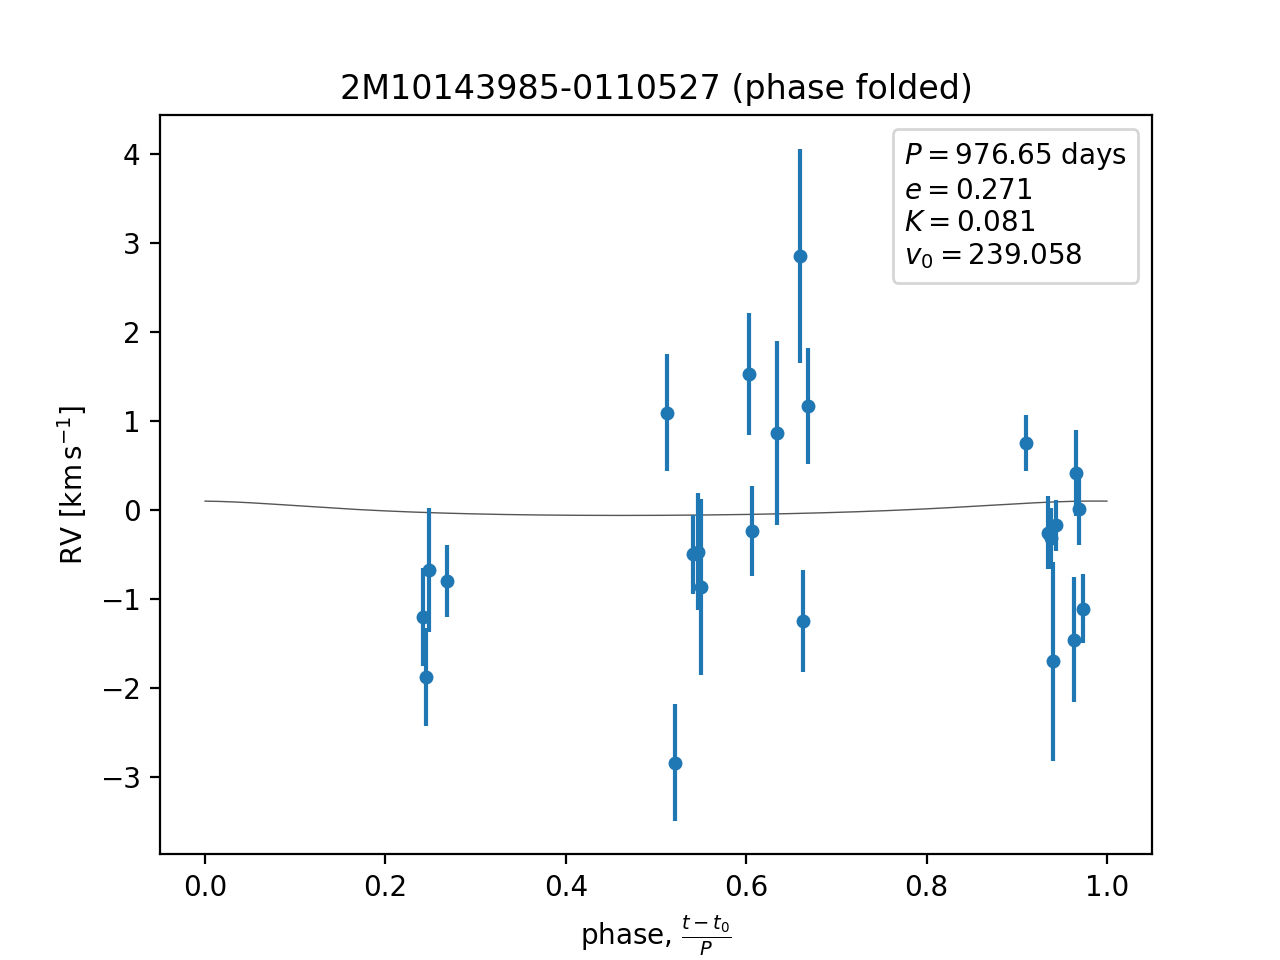 2M10143985-0110527 (phase folded)
P = 976.65 days
e = 0.271
K = 0.081
v₀ = 239.058
4
3
2
1
0
−1
−2
−3
RV [km s⁻¹]
0.0 0.2 0.4 0.6 0.8 1.0
phase, (t − t₀)/P